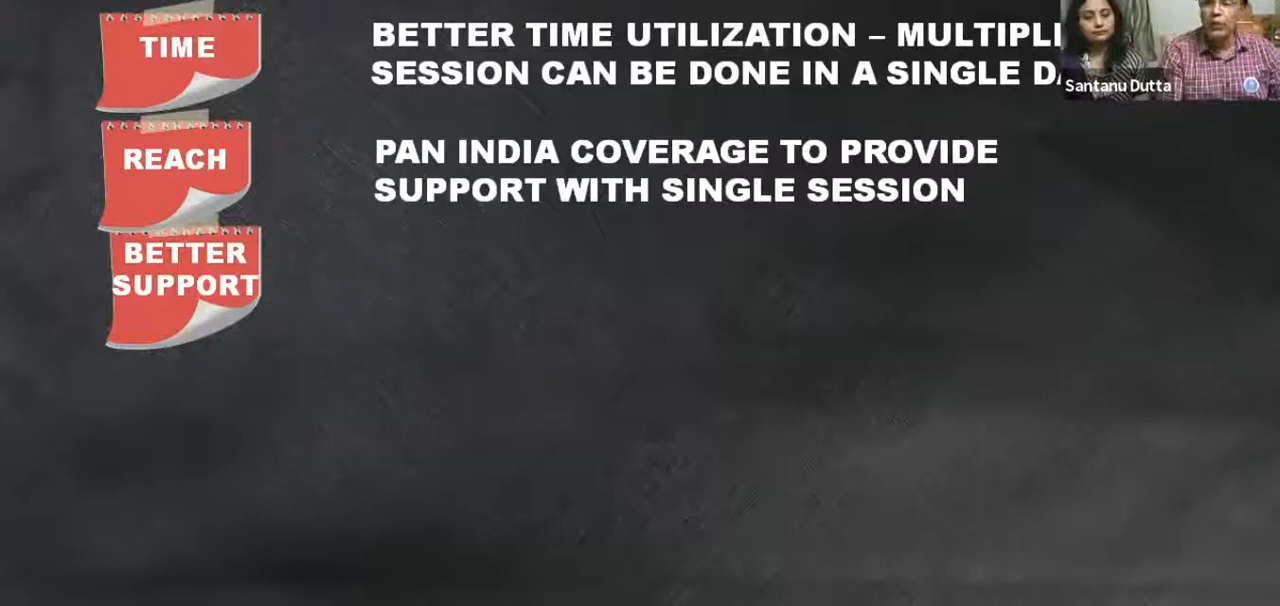 TIME
BETTER TIME UTILIZATION – MULTIPL
SESSION CAN BE DONE IN A SINGLE
Santanu Dutta
REACH
PAN INDIA COVERAGE TO PROVIDE
SUPPORT WITH SINGLE SESSION
BETTER
SUPPORT